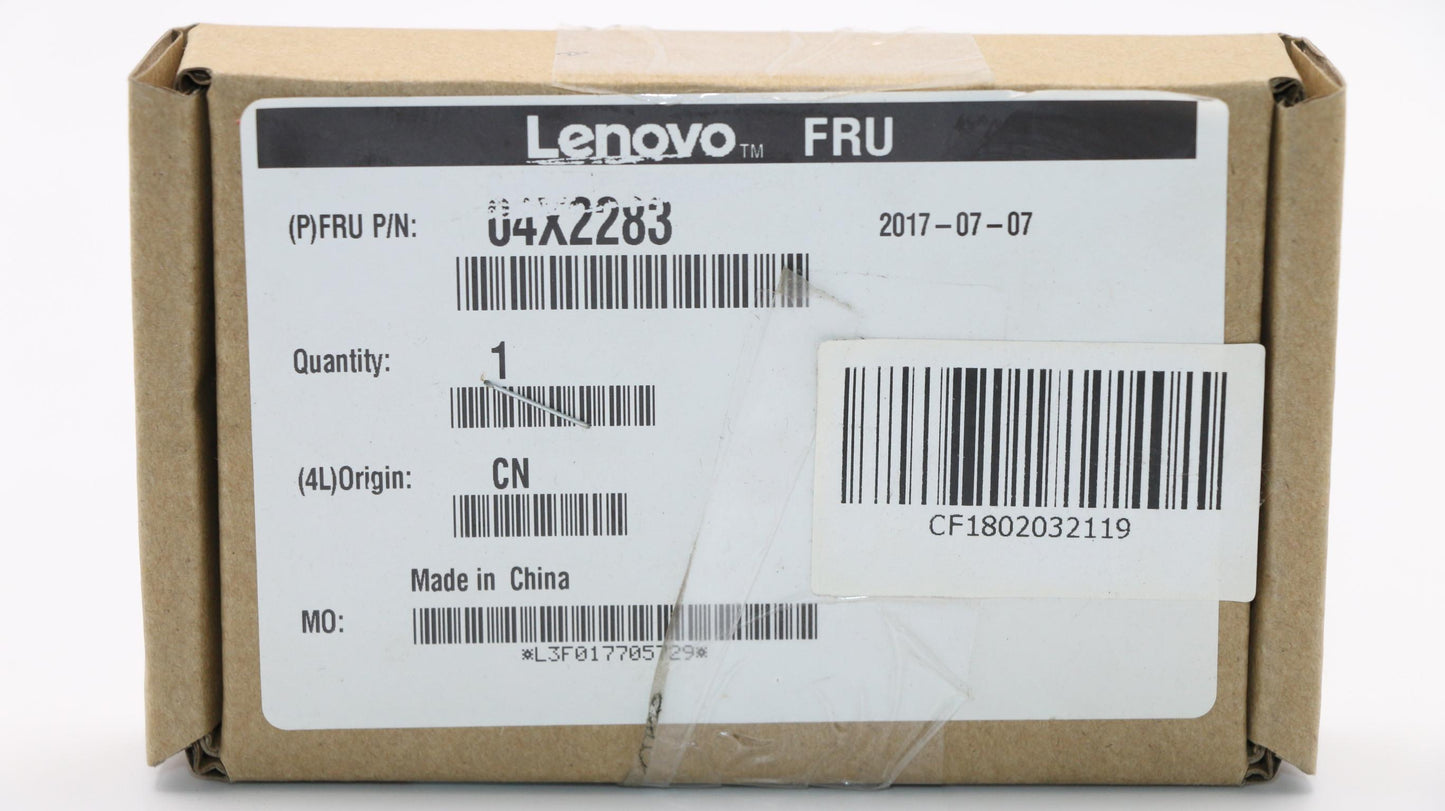 Lenovo™ FRU
(P)FRU P/N: 04X2283 2017-07-07
Quantity: 1
(4L)Origin: CN
CF1802032119
Made in China
MO:
*L3F017705729*